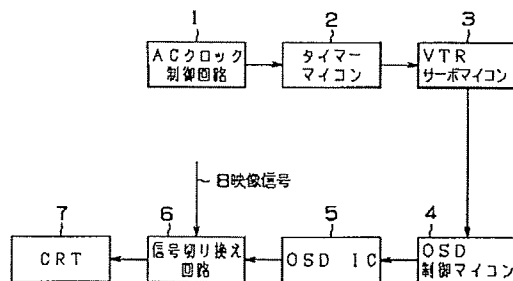 1
ACクロック
制御回路
2
タイマー
マイコン
3
VTR
サーボマイコン
日映像信号
7
CRT
6
信号切り換え
回路
5
OSD IC
4
OSD
制御マイコン